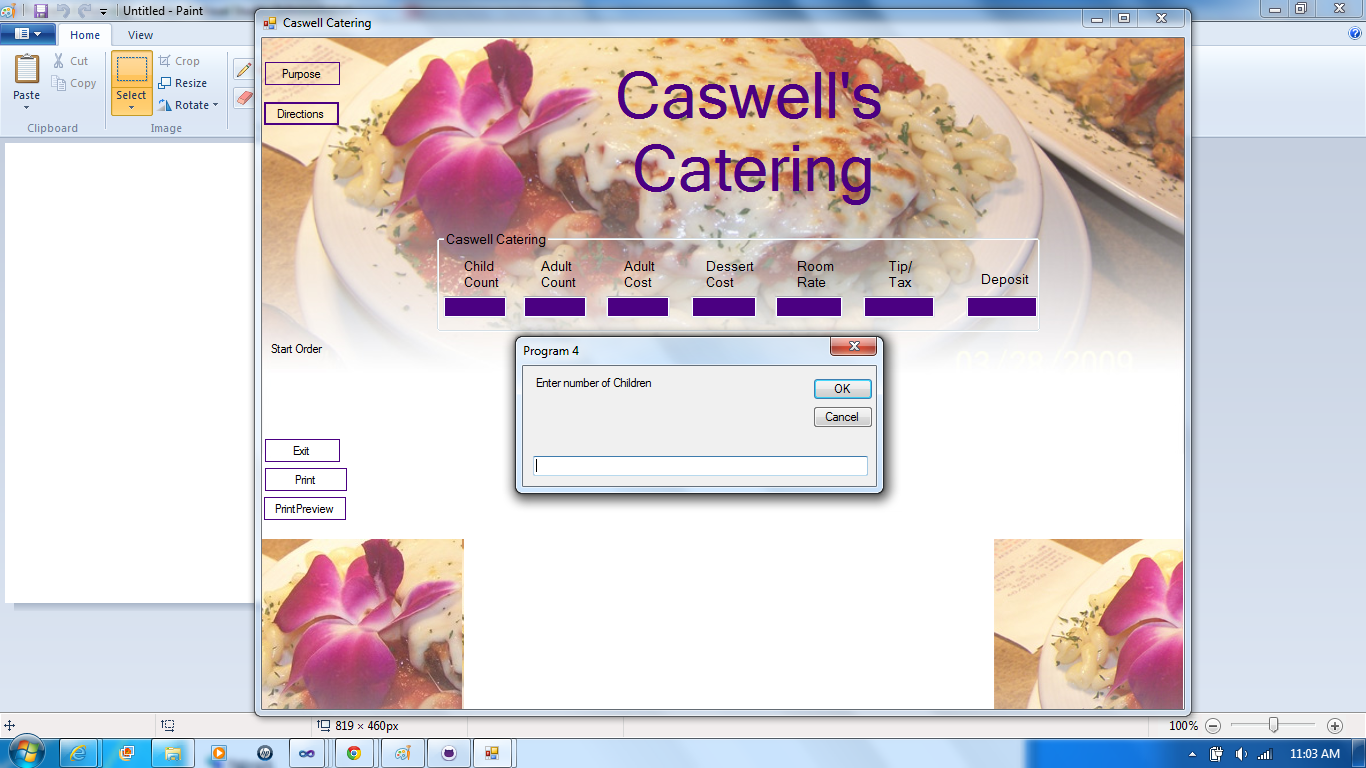 Untitled - Paint
Home
View
Paste
Cut
Copy
Clipboard
Select
Crop
Resize
Rotate
Image
Caswell Catering
Purpose
Directions
Caswell's
Catering
Caswell Catering
Child
Count
Adult
Count
Adult
Cost
Dessert
Cost
Room
Rate
Tip/
Tax
Deposit
Start Order
03/28/2009
Program 4
Enter number of Children
OK
Cancel
Exit
Print
PrintPreview
819 × 460px
100%
hp
11:03 AM